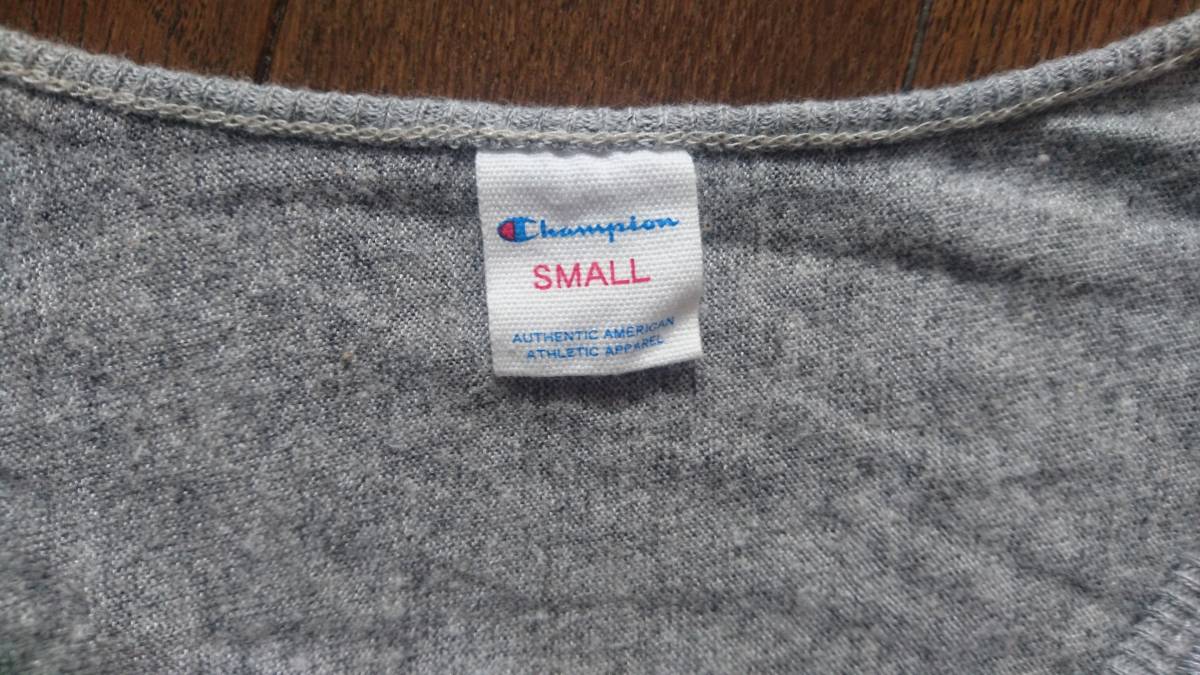 Champion
SMALL
AUTHENTIC AMERICAN
ATHLETIC APPAREL